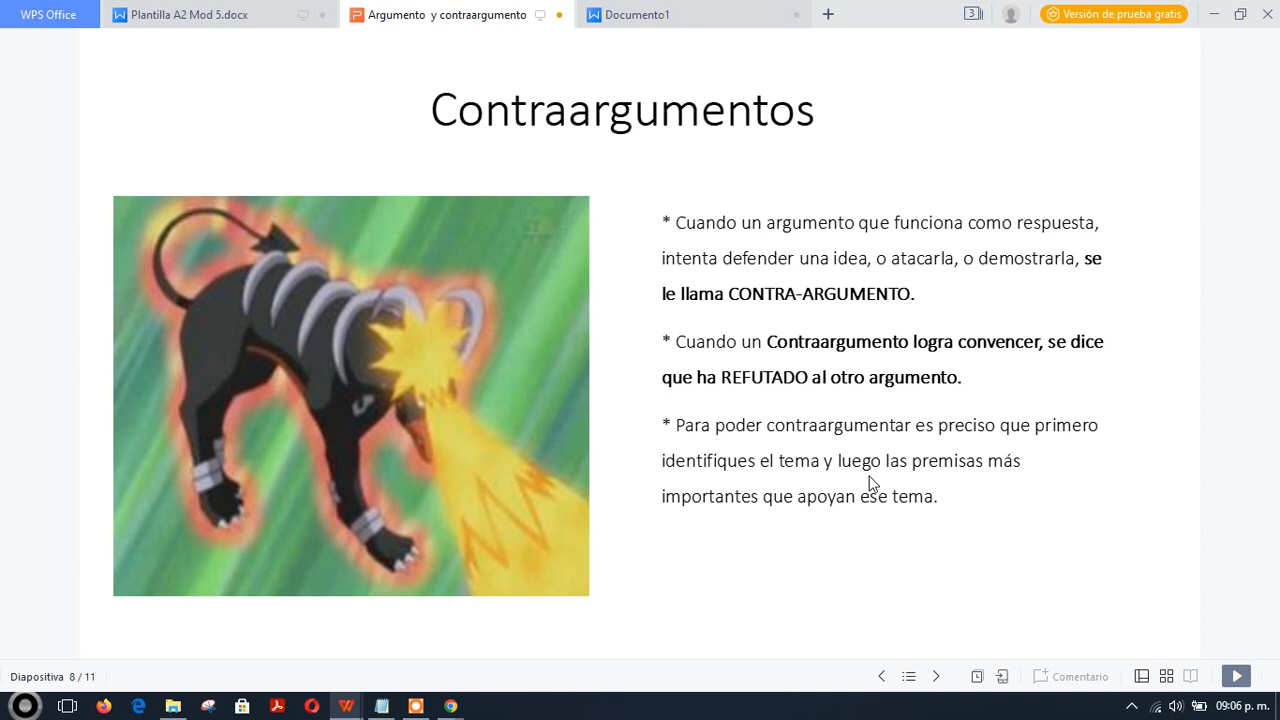 WPS Office
Plantilla A2 Mod 5.docx
Argumento y contraargumento
Documento1
3
Versión de prueba gratis
Contraargumentos
* Cuando un argumento que funciona como respuesta,
intenta defender una idea, o atacarla, o demostrarla, se
le llama CONTRA-ARGUMENTO.
* Cuando un Contraargumento logra convencer, se dice
que ha REFUTADO al otro argumento.
* Para poder contraargumentar es preciso que primero
identifiques el tema y luego las premisas más
importantes que apoyan ese tema.
Diapositiva 8 / 11
Comentario
09:06 p. m.